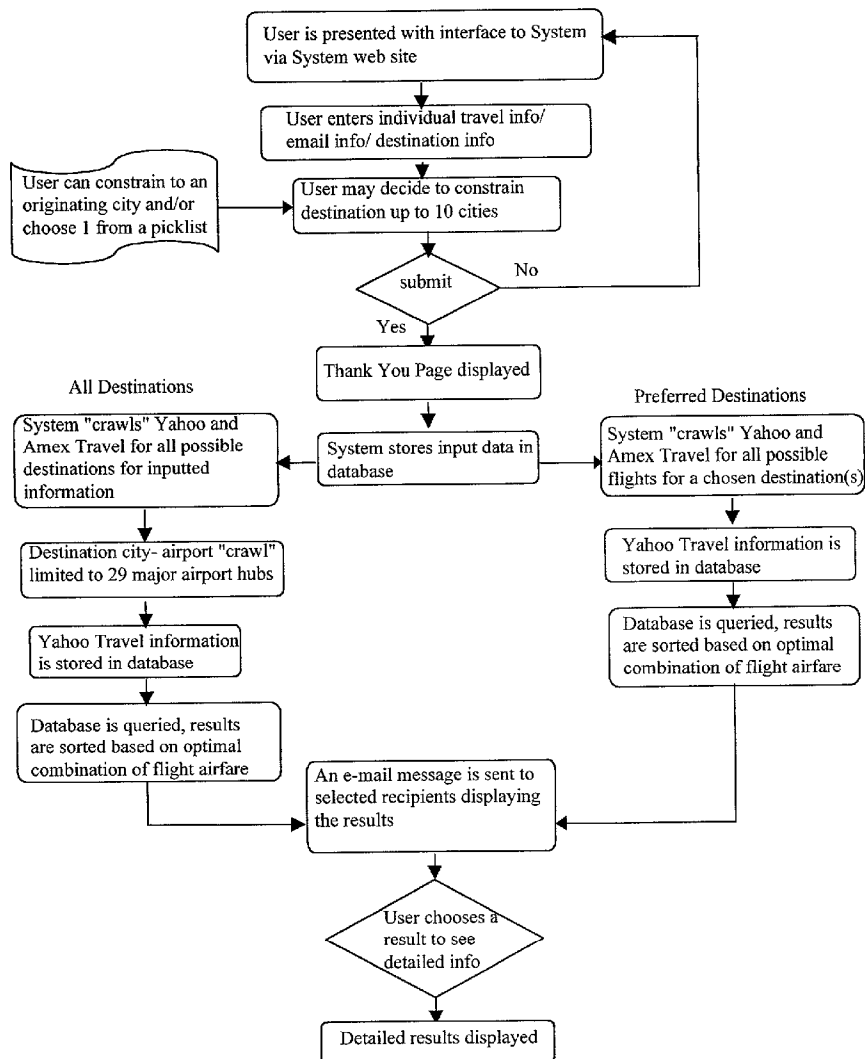 User is presented with interface to System
via System web site
User enters individual travel info/
email info/ destination info
User can constrain to an
originating city and/or
choose 1 from a picklist
User may decide to constrain
destination up to 10 cities
submit
No
Yes
Thank You Page displayed
All Destinations
Preferred Destinations
System "crawls" Yahoo and
Amex Travel for all possible
destinations for inputted
information
System stores input data in
database
System "crawls" Yahoo and
Amex Travel for all possible
flights for a chosen destination(s)
Destination city- airport "crawl"
limited to 29 major airport hubs
Yahoo Travel information is
stored in database
Yahoo Travel information
is stored in database
Database is queried, results
are sorted based on optimal
combination of flight airfare
Database is queried, results
are sorted based on optimal
combination of flight airfare
An e-mail message is sent to
selected recipients displaying
the results
User chooses a
result to see
detailed info
Detailed results displayed